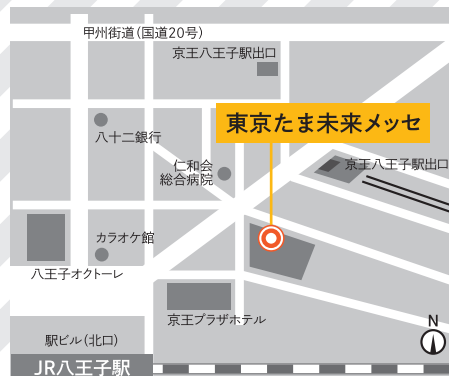 甲州街道（国道20号）
京王八王子駅出口
東京たま未来メッセ
八十二銀行
仁和会
総合病院
京王八王子駅出口
カラオケ館
八王子オクトーレ
京王プラザホテル
N
駅ビル（北口）
JR八王子駅